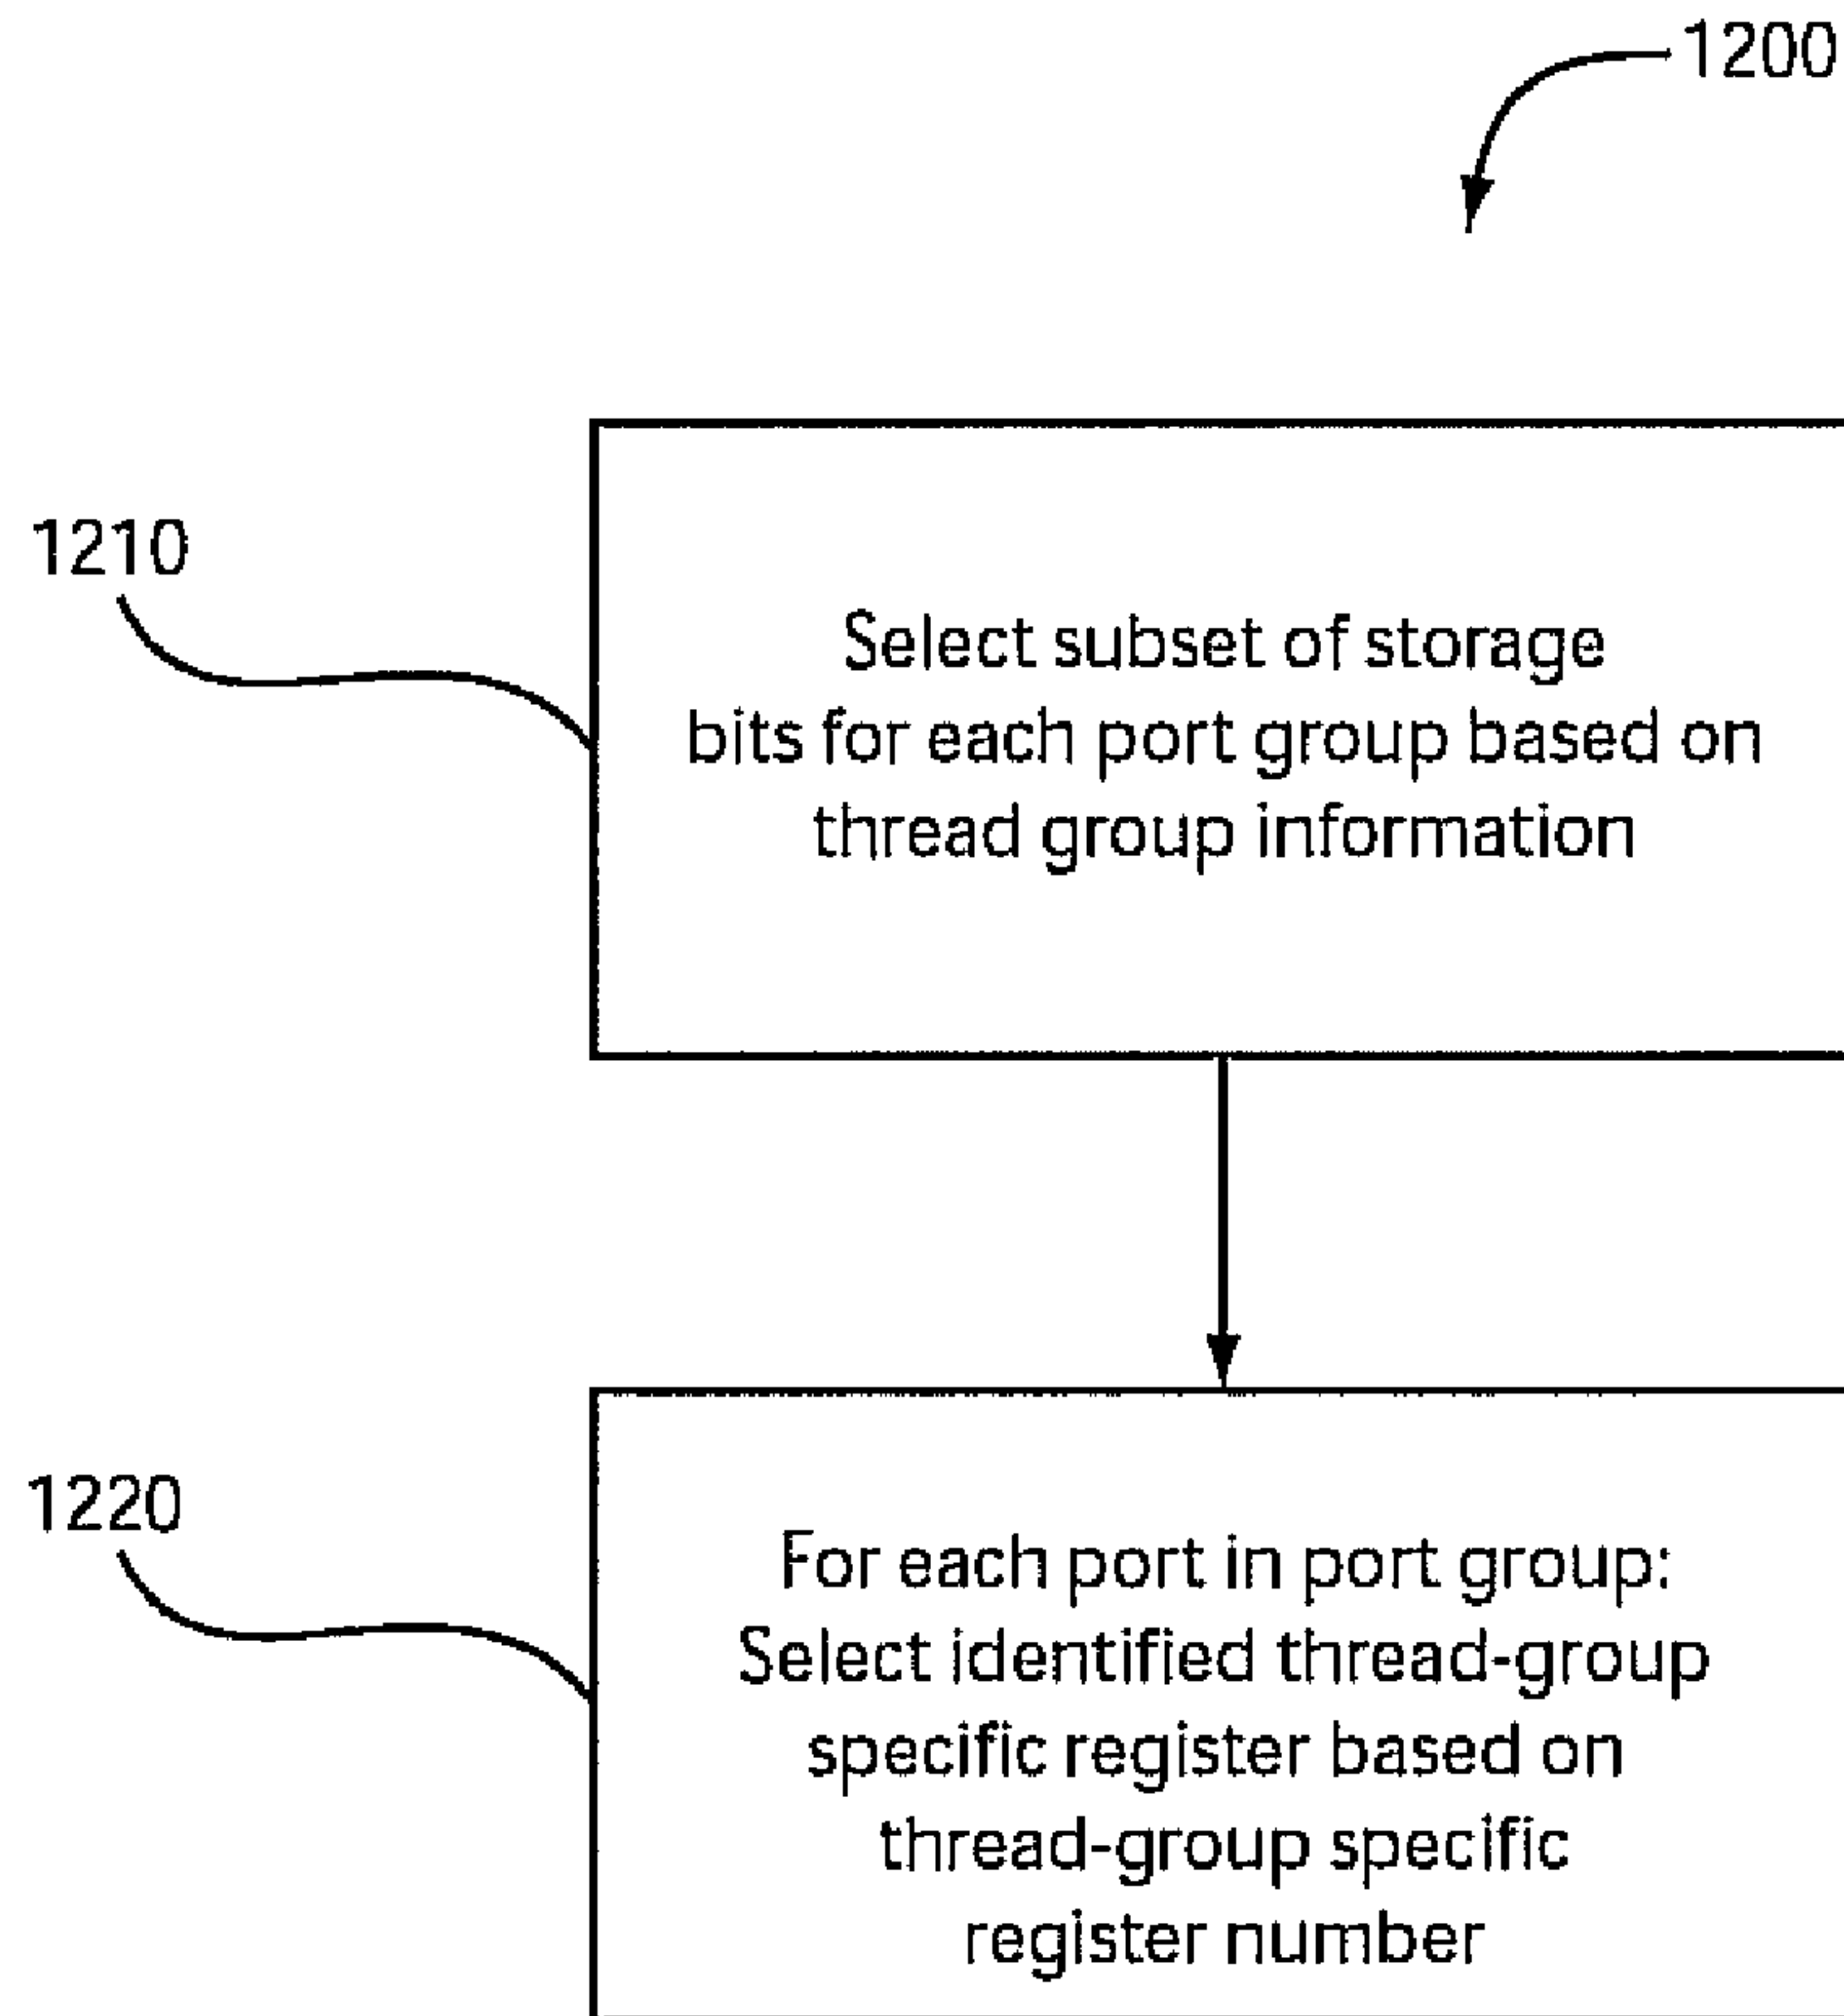 1200
1210
Select subset of storage
bits for each port group based on
thread group information
1220
For each port in port group:
Select identified thread-group
specific register based on
thread-group specific
register number